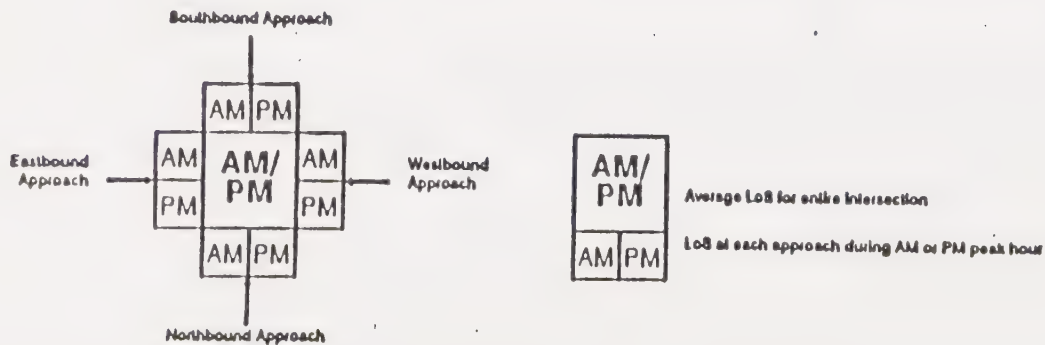 Southbound Approach
AM PM
Eastbound
Approach
AM
PM
AM/
PM
AM
PM
Westbound
Approach
AM PM
Northbound Approach
AM/
PM
Average LoS for entire Intersection
AM PM
LoS at each approach during AM or PM peak hour